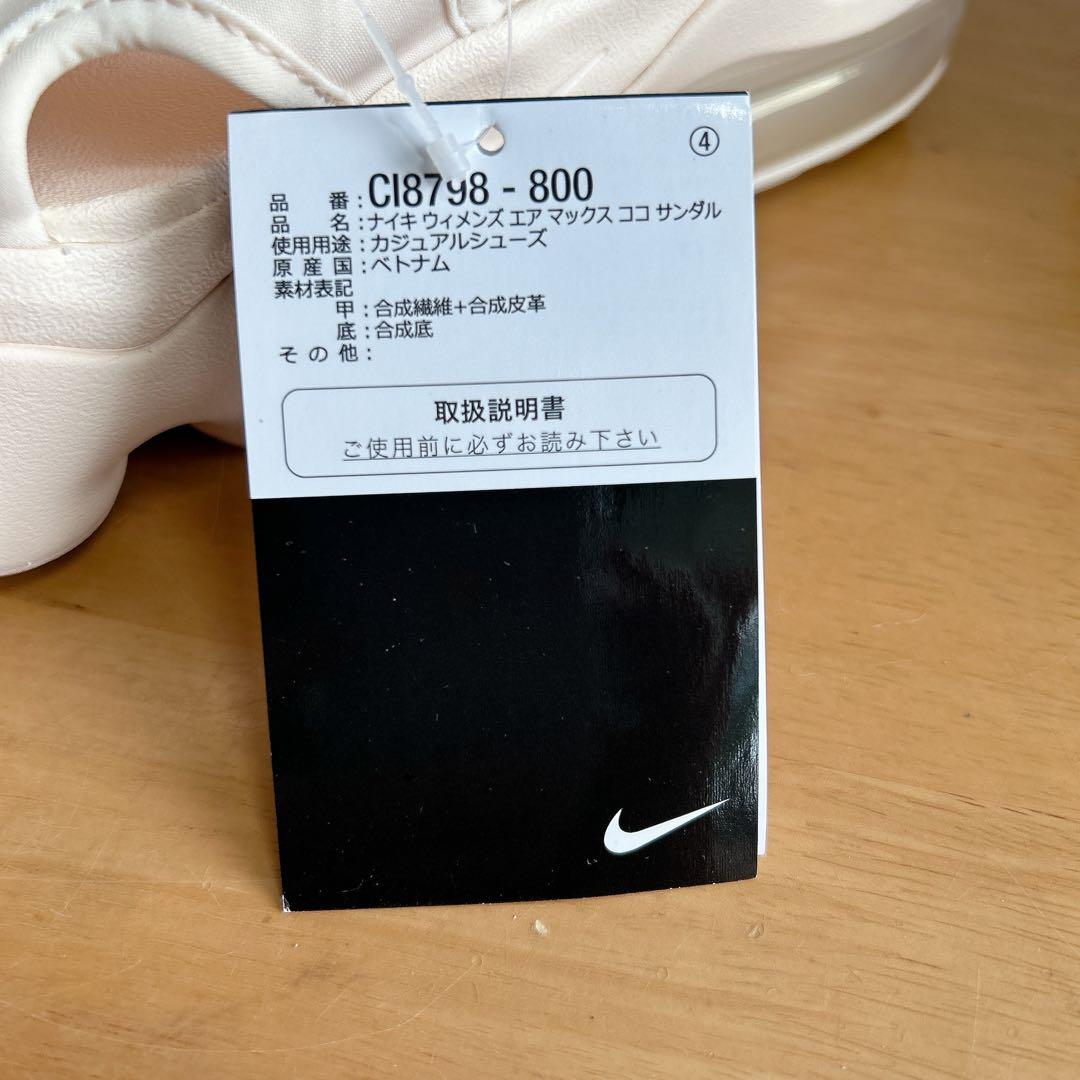 ④
品番:CI8798 - 800
品名:ナイキ ウィメンズ エア マックス ココ サンダル
使用用途:カジュアルシューズ
原産国:ベトナム
素材表記
甲:合成繊維+合成皮革
底:合成底
その他:
取扱説明書
ご使用前に必ずお読み下さい